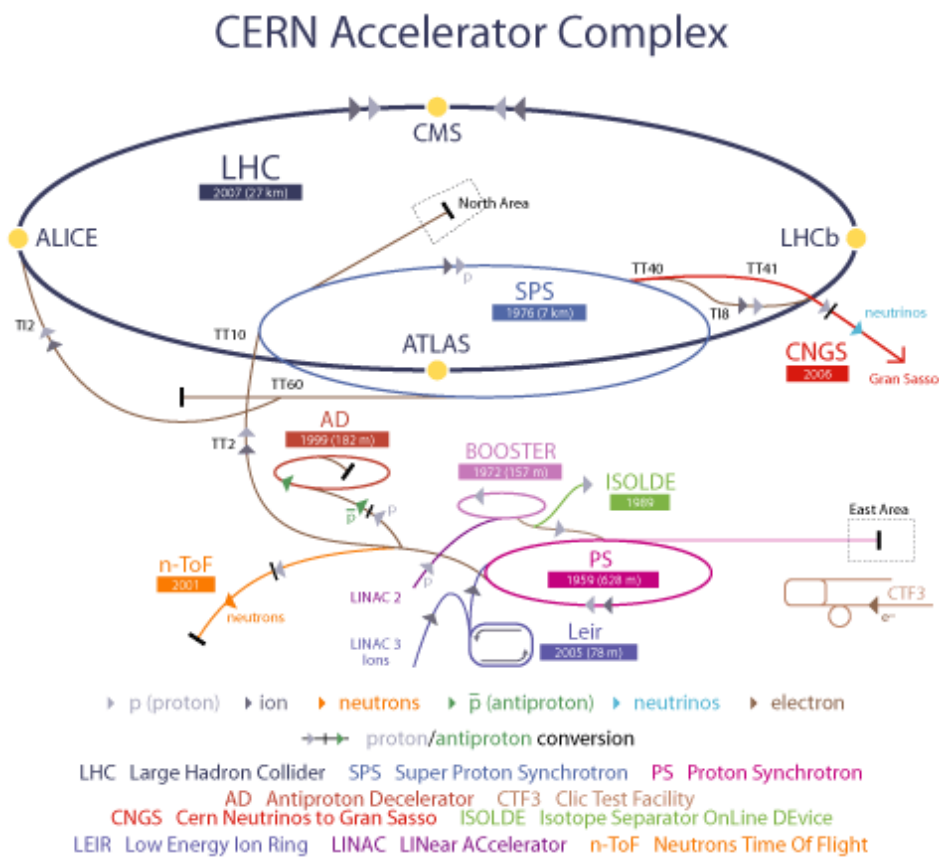 CERN Accelerator Complex
CMS
LHC
2007 (27 km)
North Area
ALICE
LHCb
TT40
TT41
SPS
1976 (7 km)
TI8
neutrinos
TI2
TT10
ATLAS
CNGS
2006
Gran Sasso
p
TT60
AD
1999 (182 m)
TT2
BOOSTER
1972 (157 m)
ISOLDE
1989
East Area
p̅
p
n-ToF
2001
PS
1959 (628 m)
p
LINAC 2
neutrons
CTF3
e-
LINAC 3
Ions
Leir
2005 (78 m)
p (proton) ion neutrons p̅ (antiproton) neutrinos electron
proton/antiproton conversion
LHC Large Hadron Collider SPS Super Proton Synchrotron PS Proton Synchrotron
AD Antiproton Decelerator CTF3 Clic Test Facility
CNGS Cern Neutrinos to Gran Sasso ISOLDE Isotope Separator OnLine DEvice
LEIR Low Energy Ion Ring LINAC LINear ACcelerator n-ToF Neutrons Time Of Flight